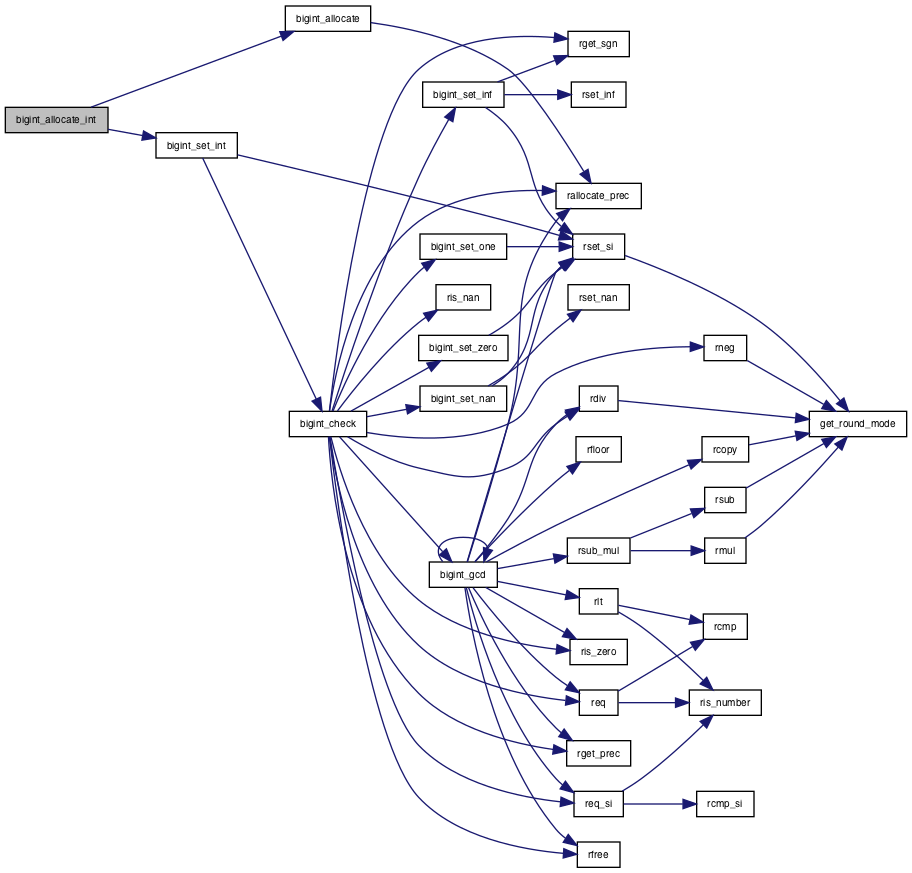 bigint_allocate
rget_sgn
bigint_set_inf
rset_inf
bigint_allocate_int
bigint_set_int
rallocate_prec
bigint_set_one
rset_si
ris_nan
rset_nan
bigint_set_zero
rneg
bigint_set_nan
rdiv
bigint_check
get_round_mode
rfloor
rcopy
rsub
rsub_mul
rmul
bigint_gcd
rlt
rcmp
ris_zero
req
ris_number
rget_prec
req_si
rcmp_si
rfree